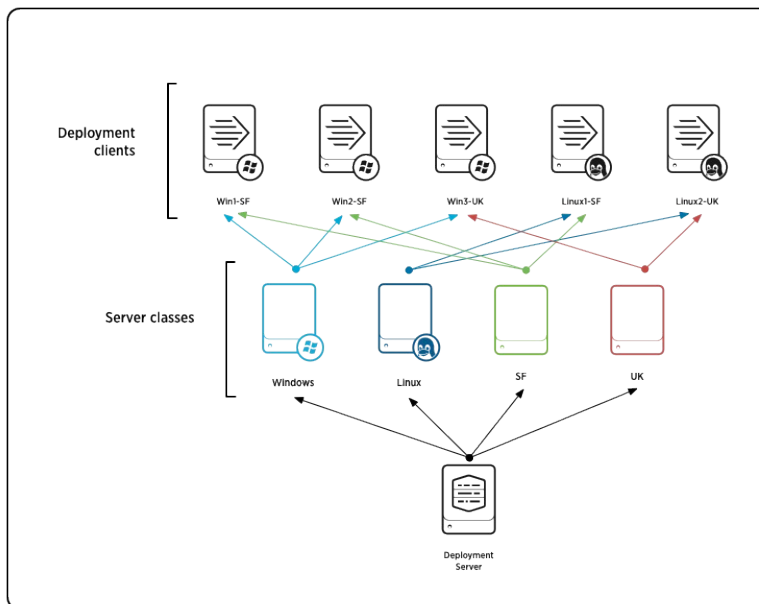 Deployment
clients
Win1-SF
Win2-SF
Win3-UK
Linux1-SF
Linux2-UK
Server classes
Windows
Linux
SF
UK
Deployment
Server